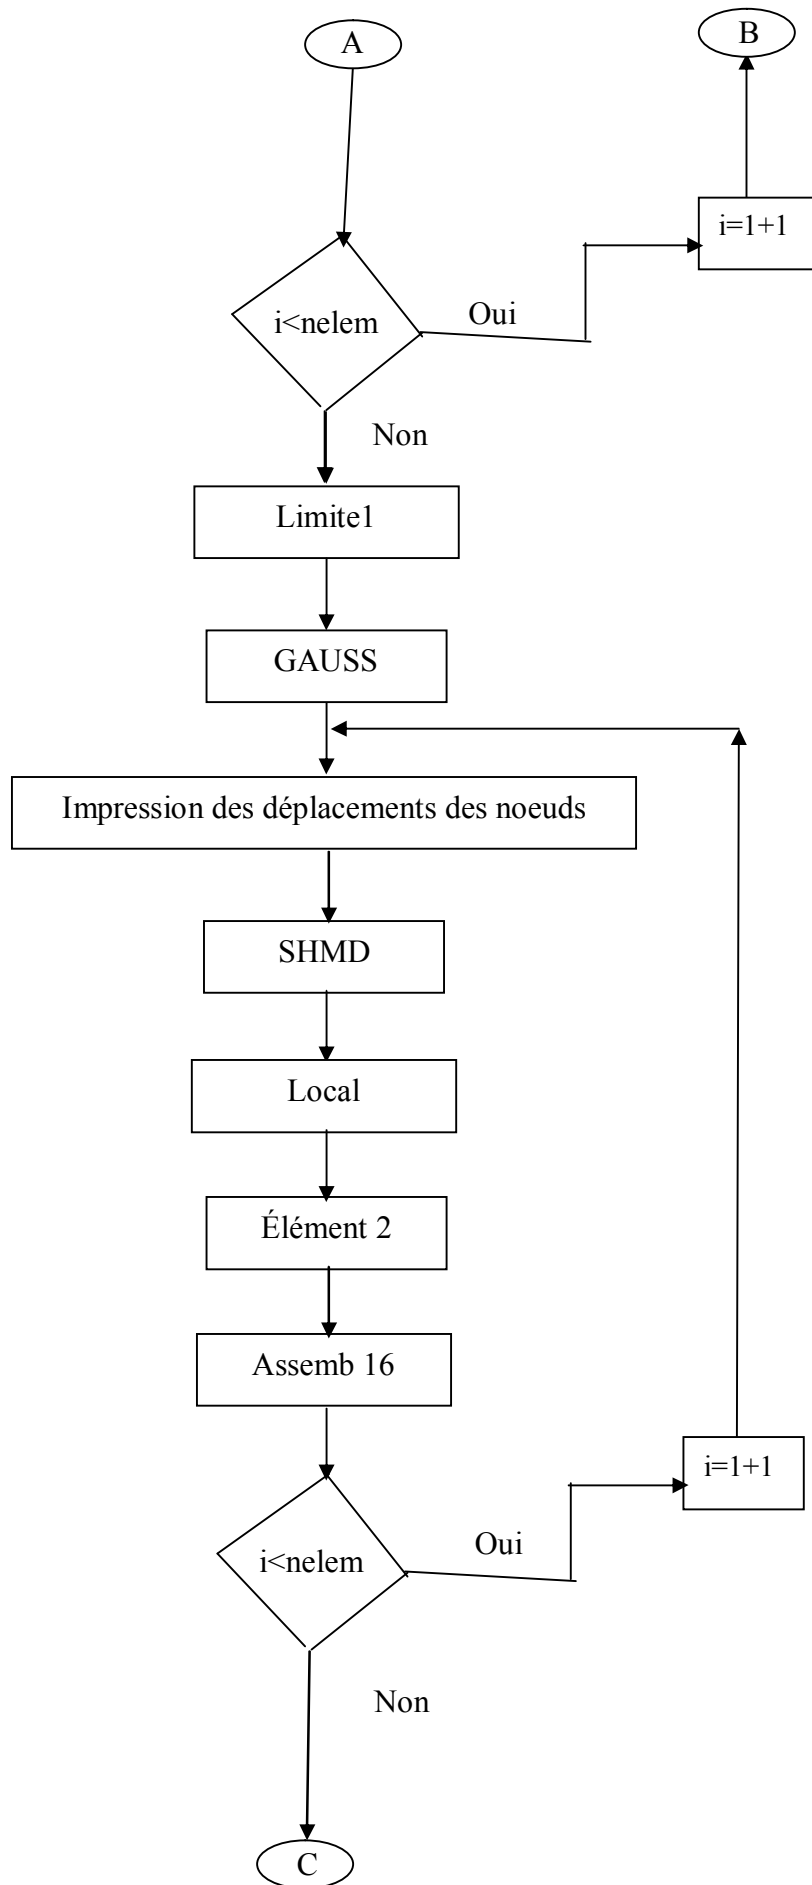 A
B
i=1+1
i<nelem
Oui
Non
Limite1
GAUSS
Impression des déplacements des noeuds
SHMD
Local
Élément 2
Assemb 16
i=1+1
i<nelem
Oui
Non
C